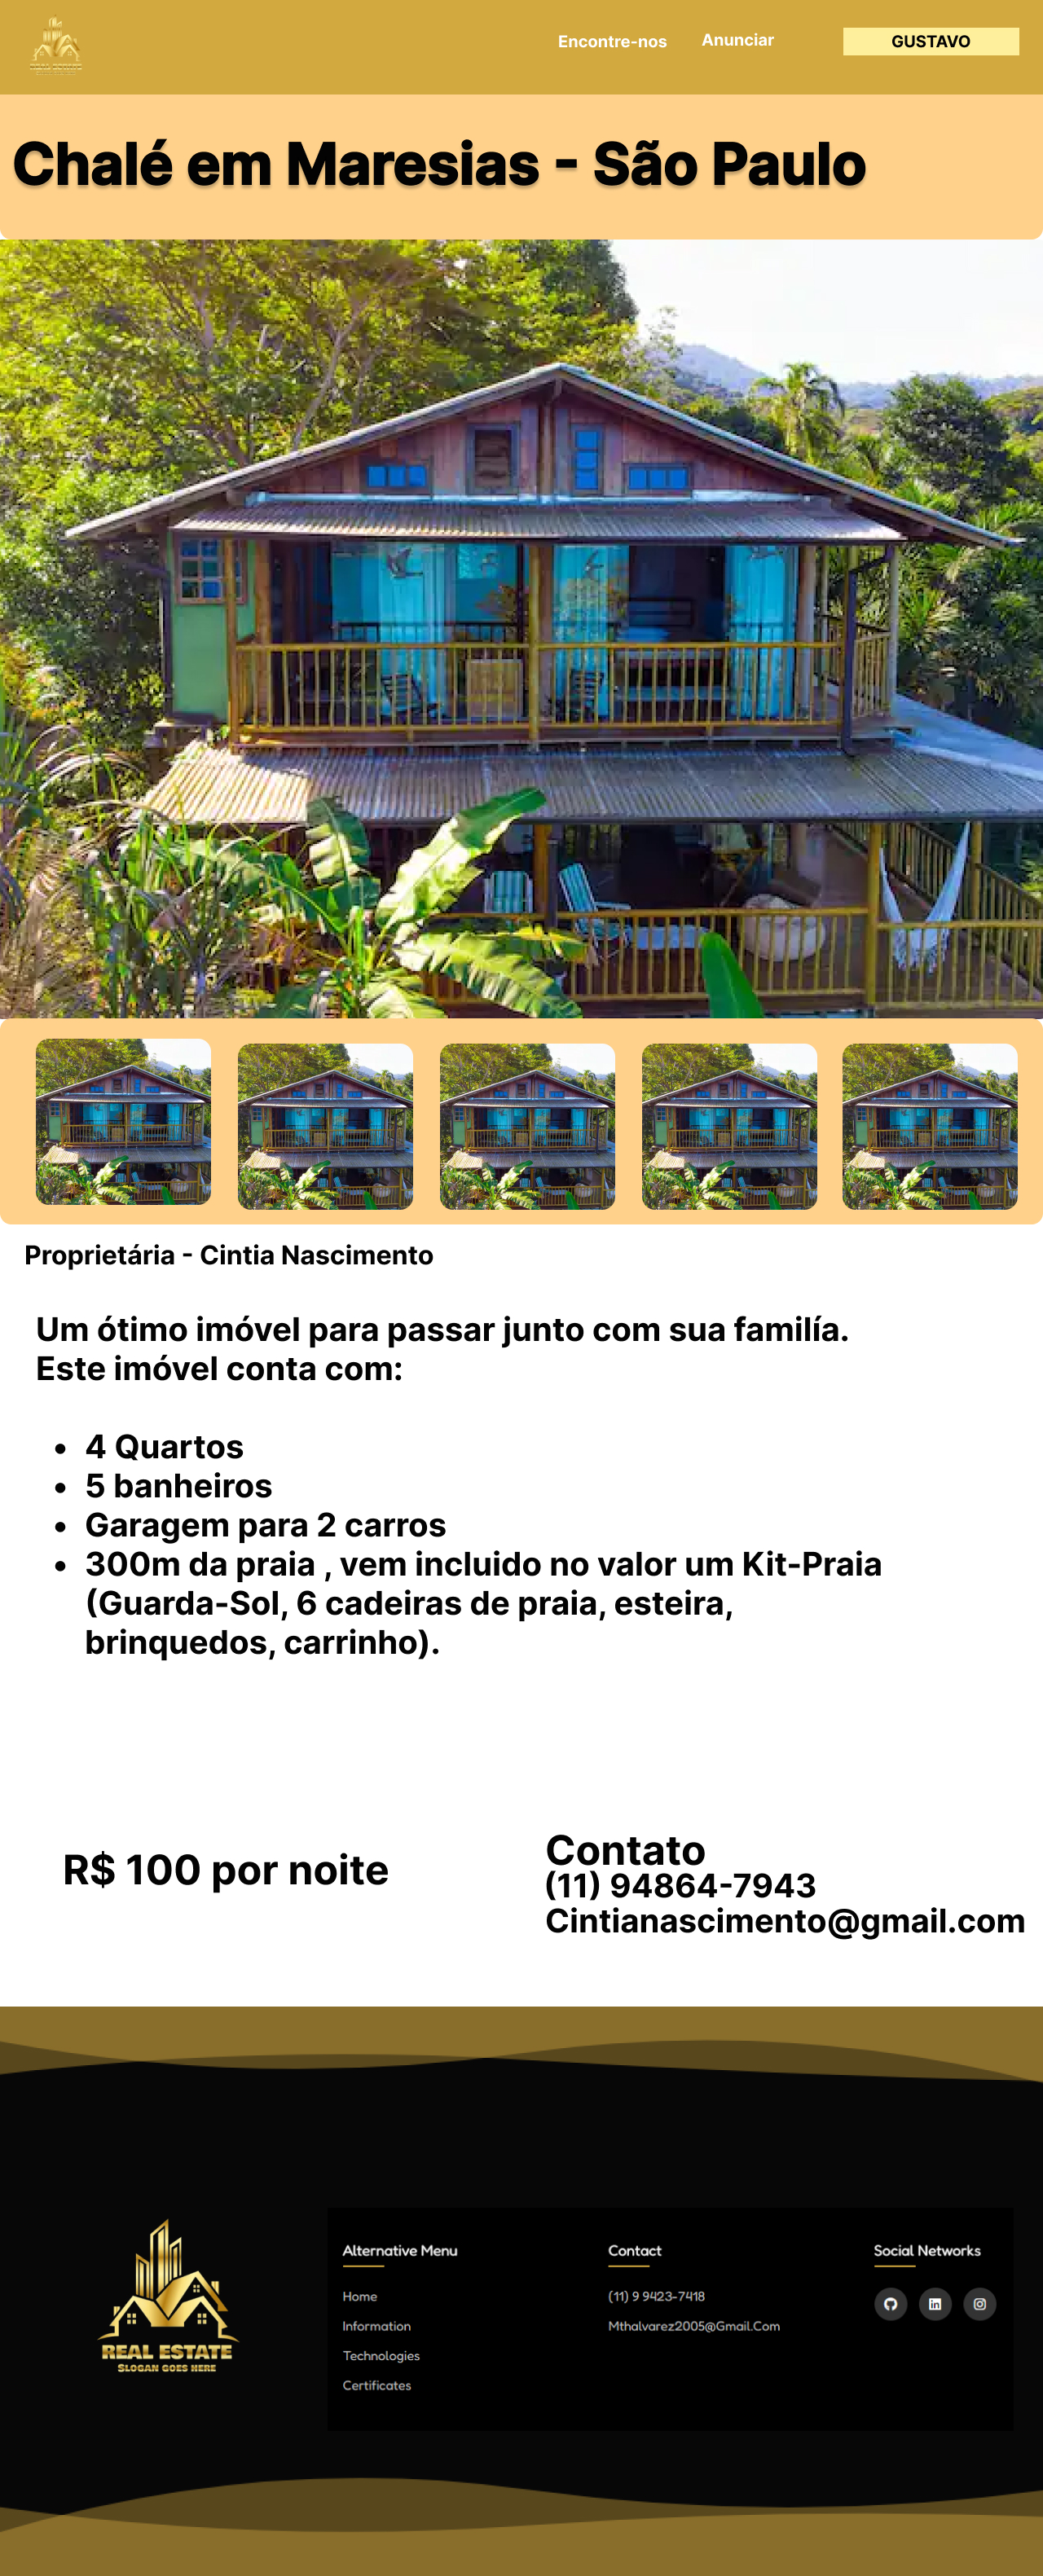 REAL ESTATE
Encontre-nos
Anunciar
GUSTAVO
Chalé em Maresias - São Paulo
Proprietária - Cintia Nascimento
Um ótimo imóvel para passar junto com sua familía.
Este imóvel conta com:
• 4 Quartos
• 5 banheiros
• Garagem para 2 carros
• 300m da praia , vem incluido no valor um Kit-Praia
(Guarda-Sol, 6 cadeiras de praia, esteira,
brinquedos, carrinho).
R$ 100 por noite
Contato
(11) 94864-7943
Cintianascimento@gmail.com
REAL ESTATE
SLOGAN GOES HERE
Alternative Menu
Home
Information
Technologies
Certificates
Contact
(11) 9 9423-7418
Mthalvarez2005@Gmail.Com
Social Networks